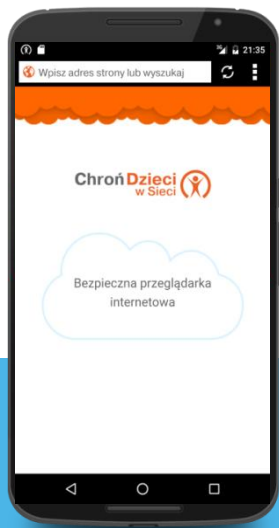 21:35
Wpisz adres strony lub wyszukaj
Chroń Dzieci
w Sieci
Bezpieczna przeglądarka
internetowa